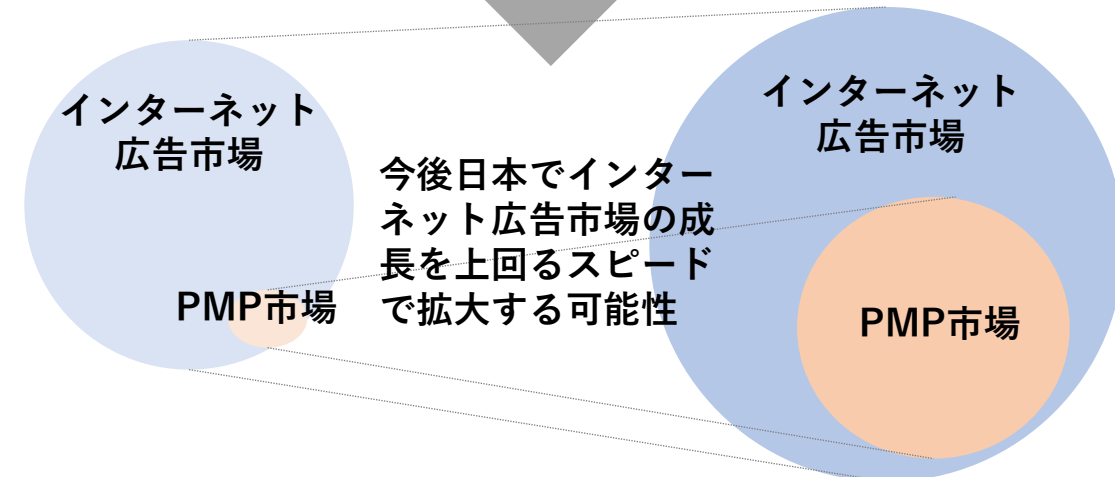 インターネット
広告市場
PMP市場
今後日本でインター
ネット広告市場の成
長を上回るスピード
で拡大する可能性
インターネット
広告市場
PMP市場